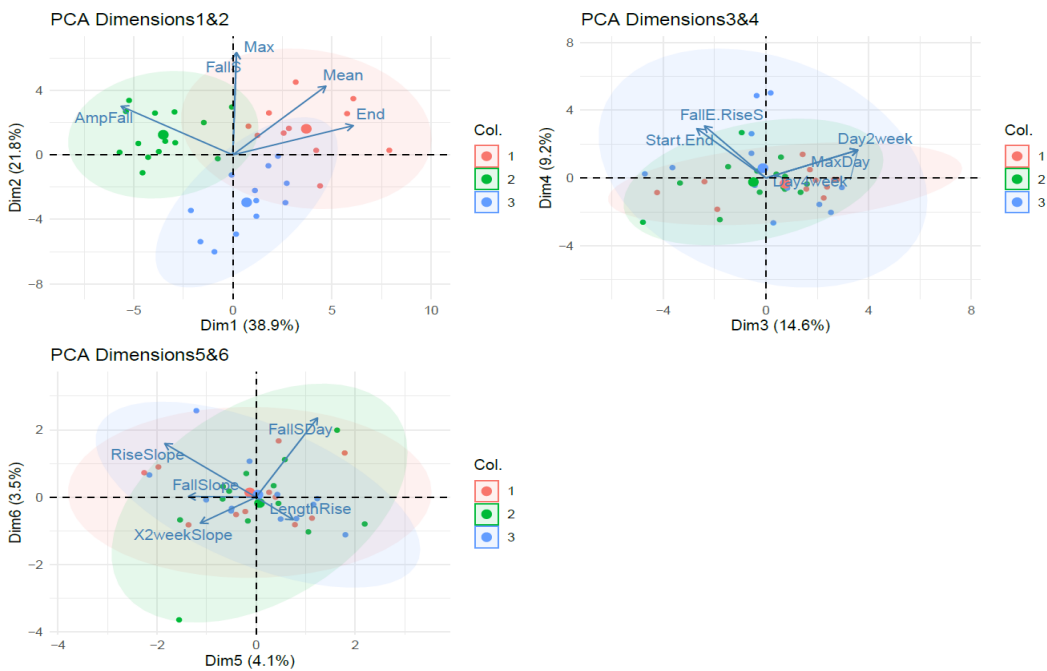 PCA Dimensions1&2
8
4
0
−4
−8
Dim2 (21.8%)
Max
FallS
Mean
End
AmpFall
−5
0
5
10
Dim1 (38.9%)
Col.
1
2
3
PCA Dimensions3&4
8
4
0
−4
Dim4 (9.2%)
FallE.RiseS
Start.End
Day2week
MaxDay
Day4week
−4
0
4
8
Dim3 (14.6%)
Col.
1
2
3
PCA Dimensions5&6
2
0
−2
−4
Dim6 (3.5%)
FallSDay
RiseSlope
FallSlope
LengthRise
X2weekSlope
−4
−2
0
2
Dim5 (4.1%)
Col.
1
2
3